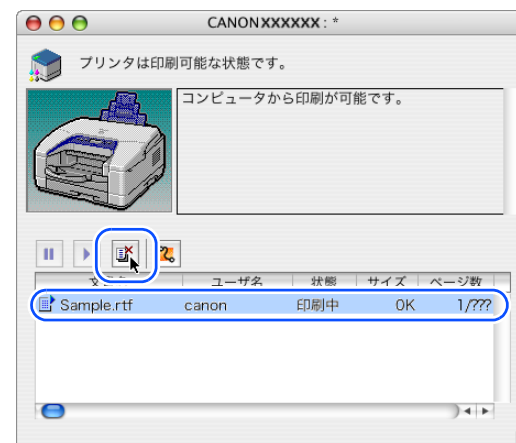 CANONXXXXXX : *
プリンタは印刷可能な状態です。
コンピュータから印刷が可能です。
ユーザ名 状態 サイズ ページ数
Sample.rtf canon 印刷中 0K 1/???